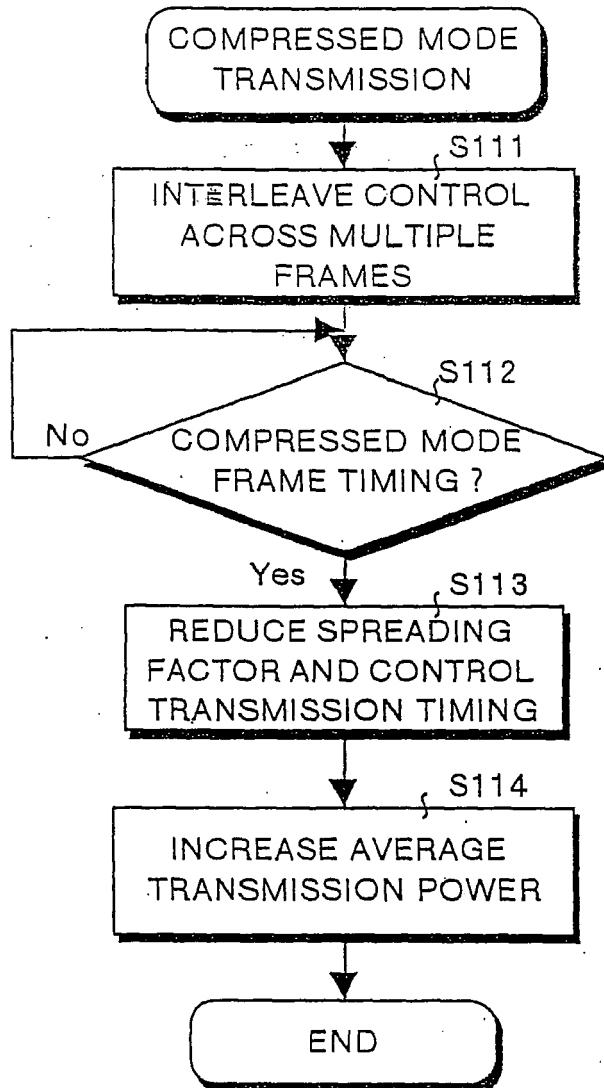 COMPRESSED MODE
TRANSMISSION
S111
INTERLEAVE CONTROL
ACROSS MULTIPLE
FRAMES
S112
No
COMPRESSED MODE
FRAME TIMING ?
Yes
S113
REDUCE SPREADING
FACTOR AND CONTROL
TRANSMISSION TIMING
S114
INCREASE AVERAGE
TRANSMISSION POWER
END